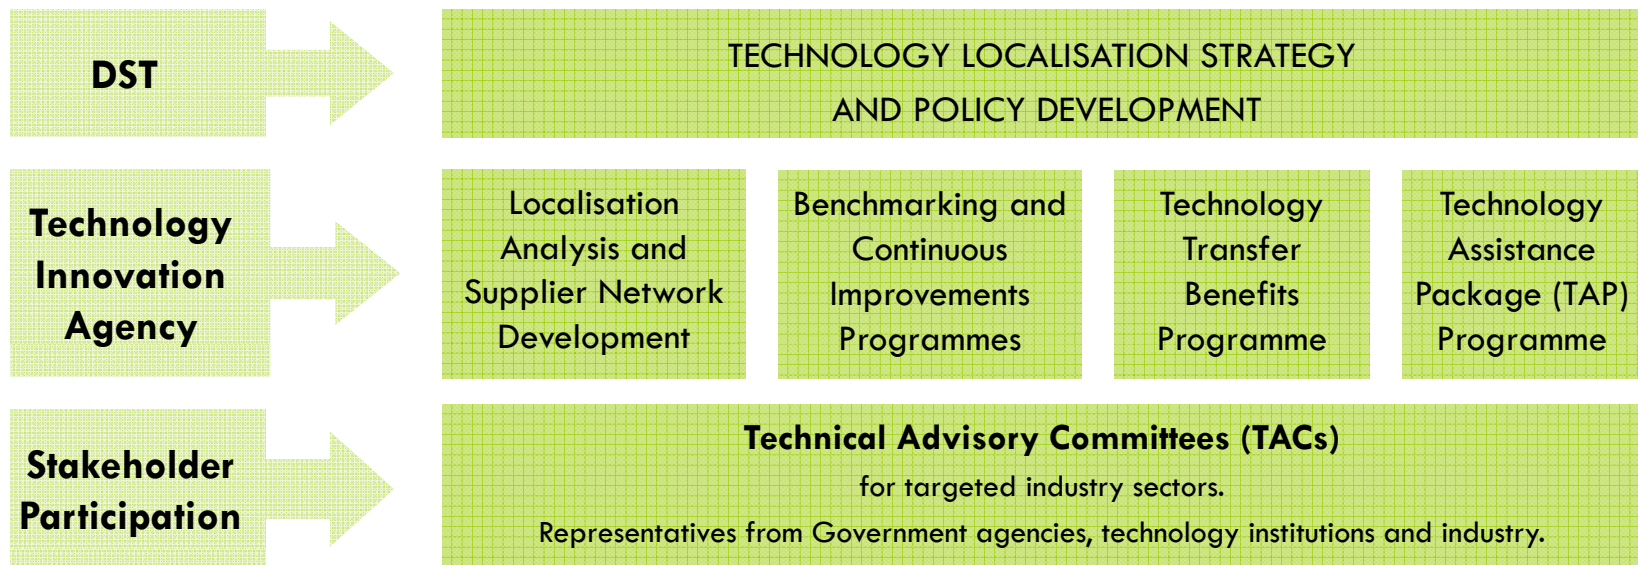 DST
TECHNOLOGY LOCALISATION STRATEGY
AND POLICY DEVELOPMENT
Technology
Innovation
Agency
Localisation
Analysis and
Supplier Network
Development
Benchmarking and
Continuous
Improvements
Programmes
Technology
Transfer
Benefits
Programme
Technology
Assistance
Package (TAP)
Programme
Stakeholder
Participation
Technical Advisory Committees (TACs)
for targeted industry sectors.
Representatives from Government agencies, technology institutions and industry.